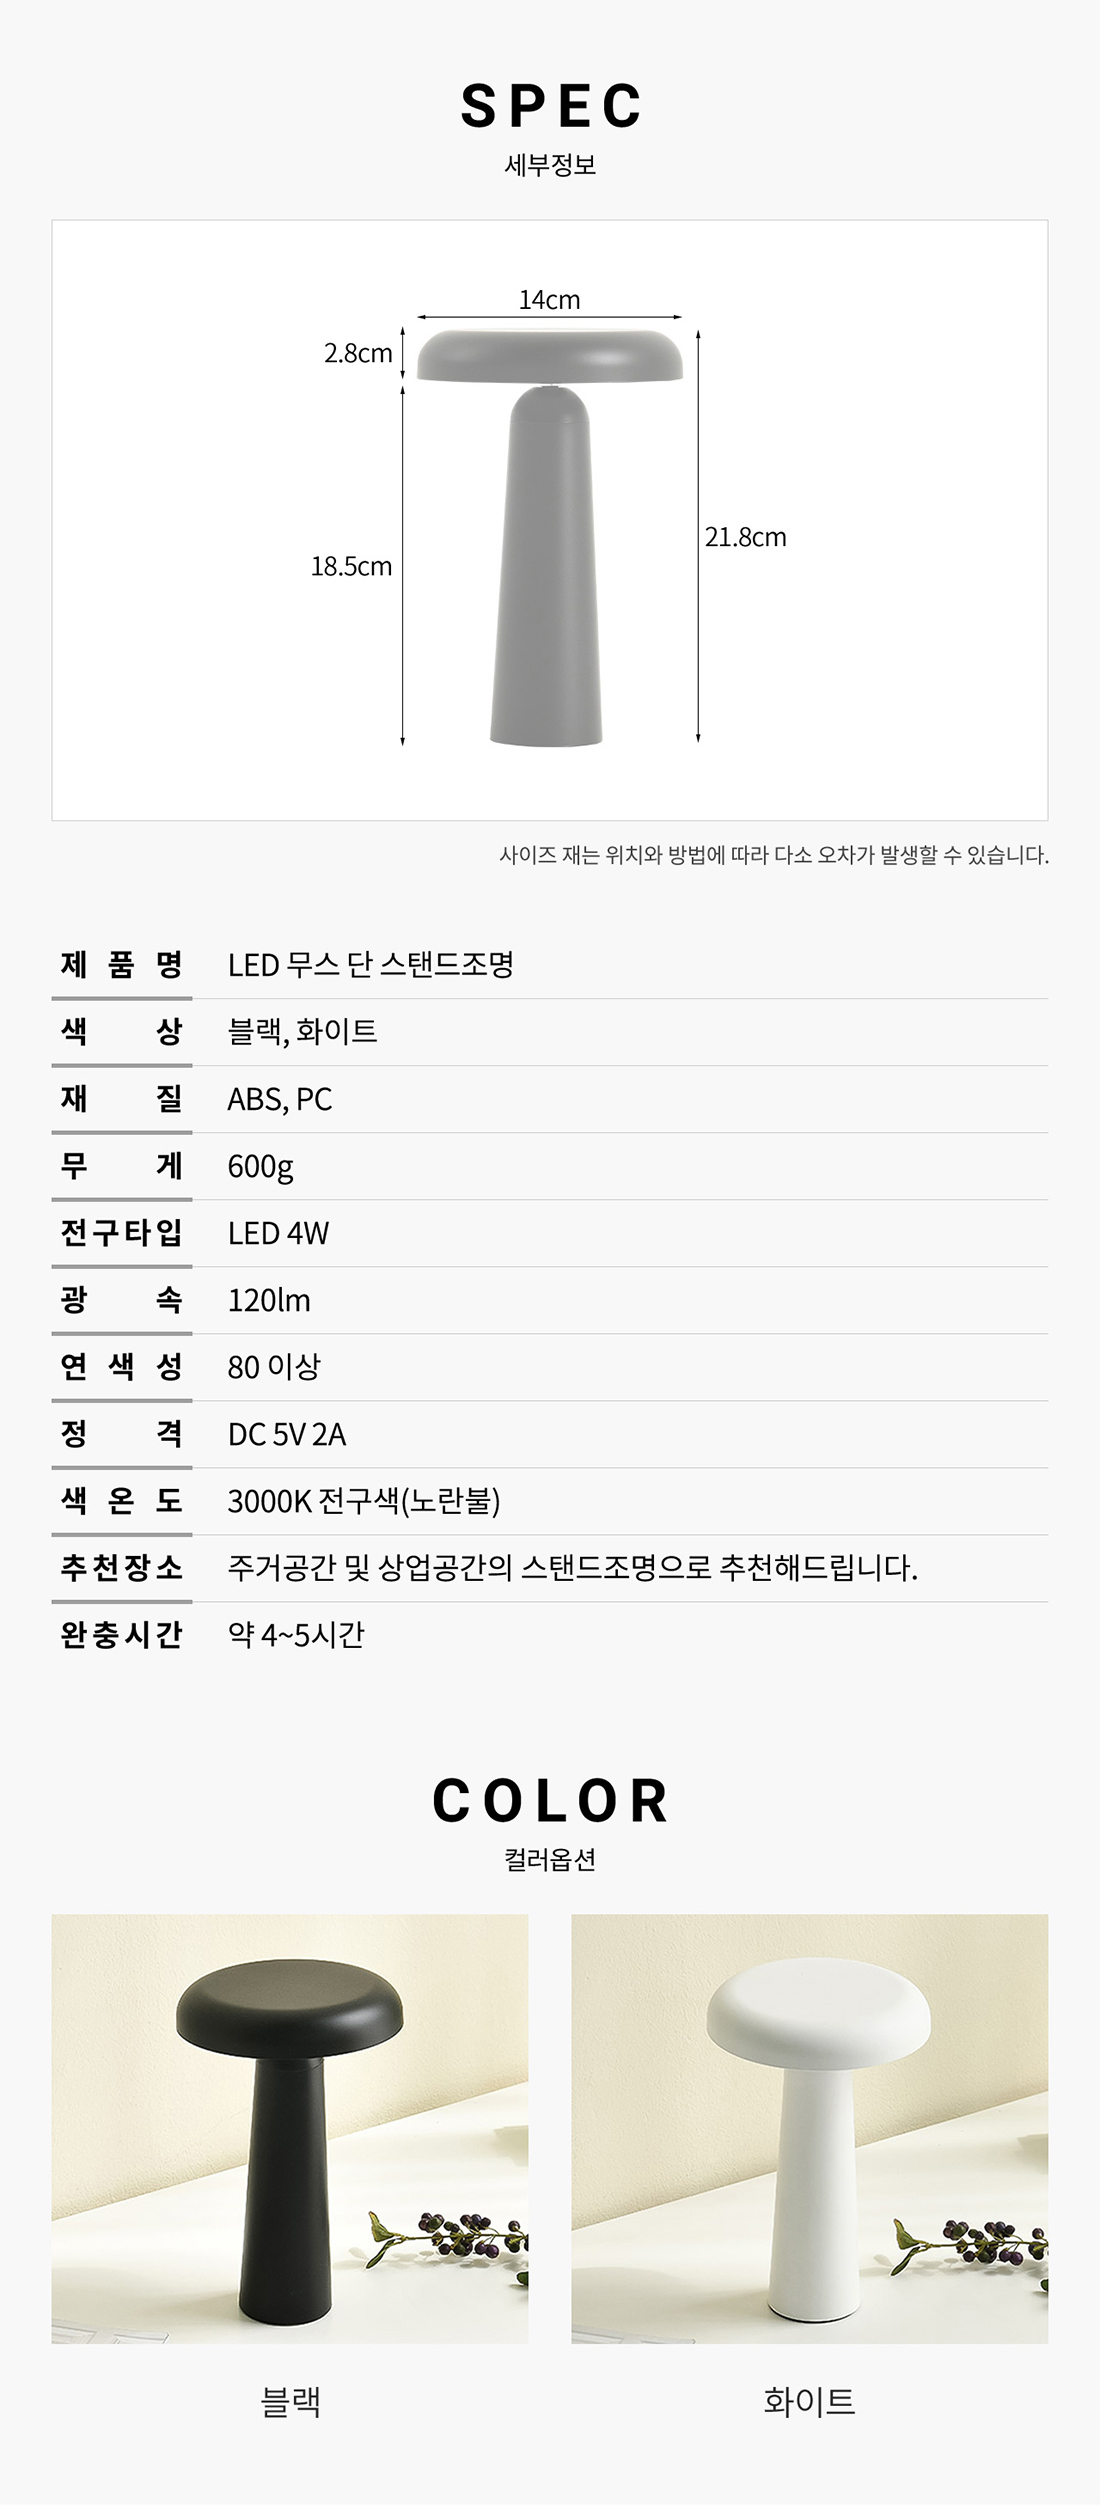 SPEC
세부정보
14cm
2.8cm
18.5cm
21.8cm
사이즈 재는 위치와 방법에 따라 다소 오차가 발생할 수 있습니다.
제품명 LED 무스 단 스탠드조명
색상 블랙, 화이트
재질 ABS, PC
무게 600g
전구타입 LED 4W
광속 120lm
연색성 80 이상
정격 DC 5V 2A
색온도 3000K 전구색(노란불)
추천장소 주거공간 및 상업공간의 스탠드조명으로 추천해드립니다.
완충시간 약 4~5시간
COLOR
컬러옵션
블랙 화이트